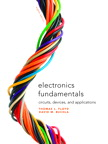 electronics
fundamentals
circuits, devices, and applications
THOMAS L. FLOYD
DAVID M. BUCHLA